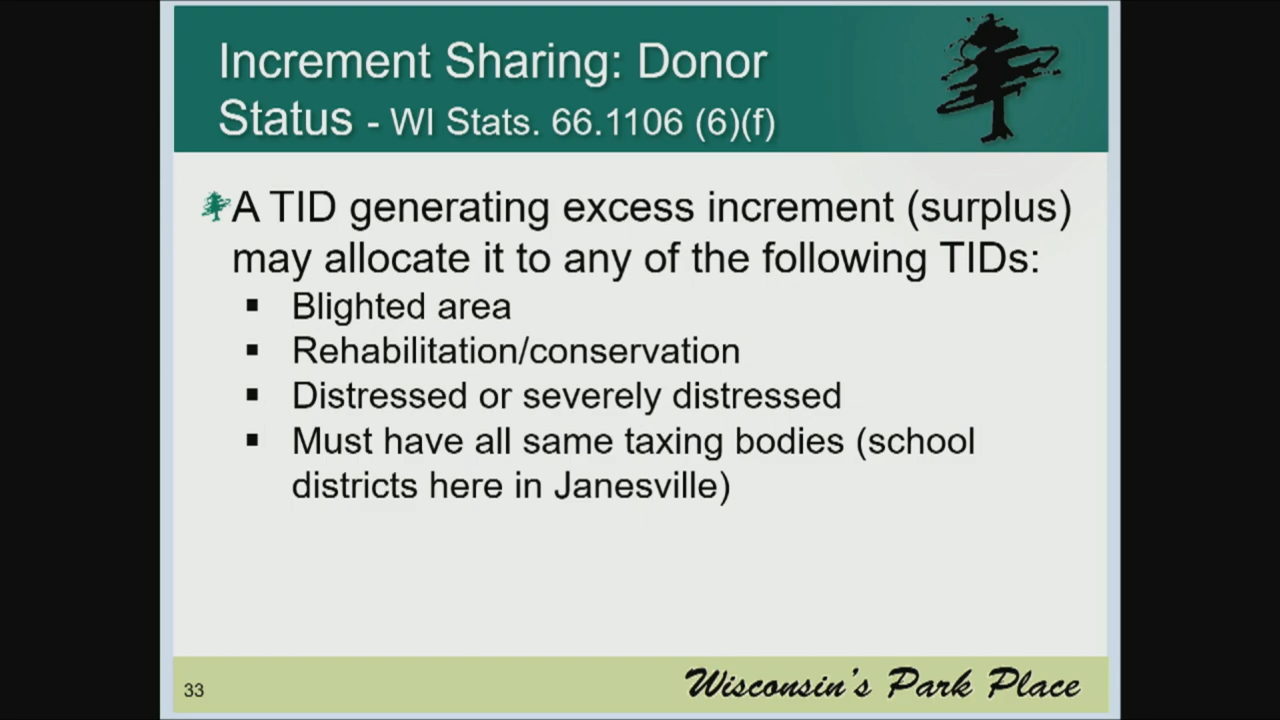 Increment Sharing: Donor
Status - WI Stats. 66.1106 (6)(f)
A TID generating excess increment (surplus)
may allocate it to any of the following TIDs:
▪ Blighted area
▪ Rehabilitation/conservation
▪ Distressed or severely distressed
▪ Must have all same taxing bodies (school
districts here in Janesville)
33
Wisconsin's Park Place